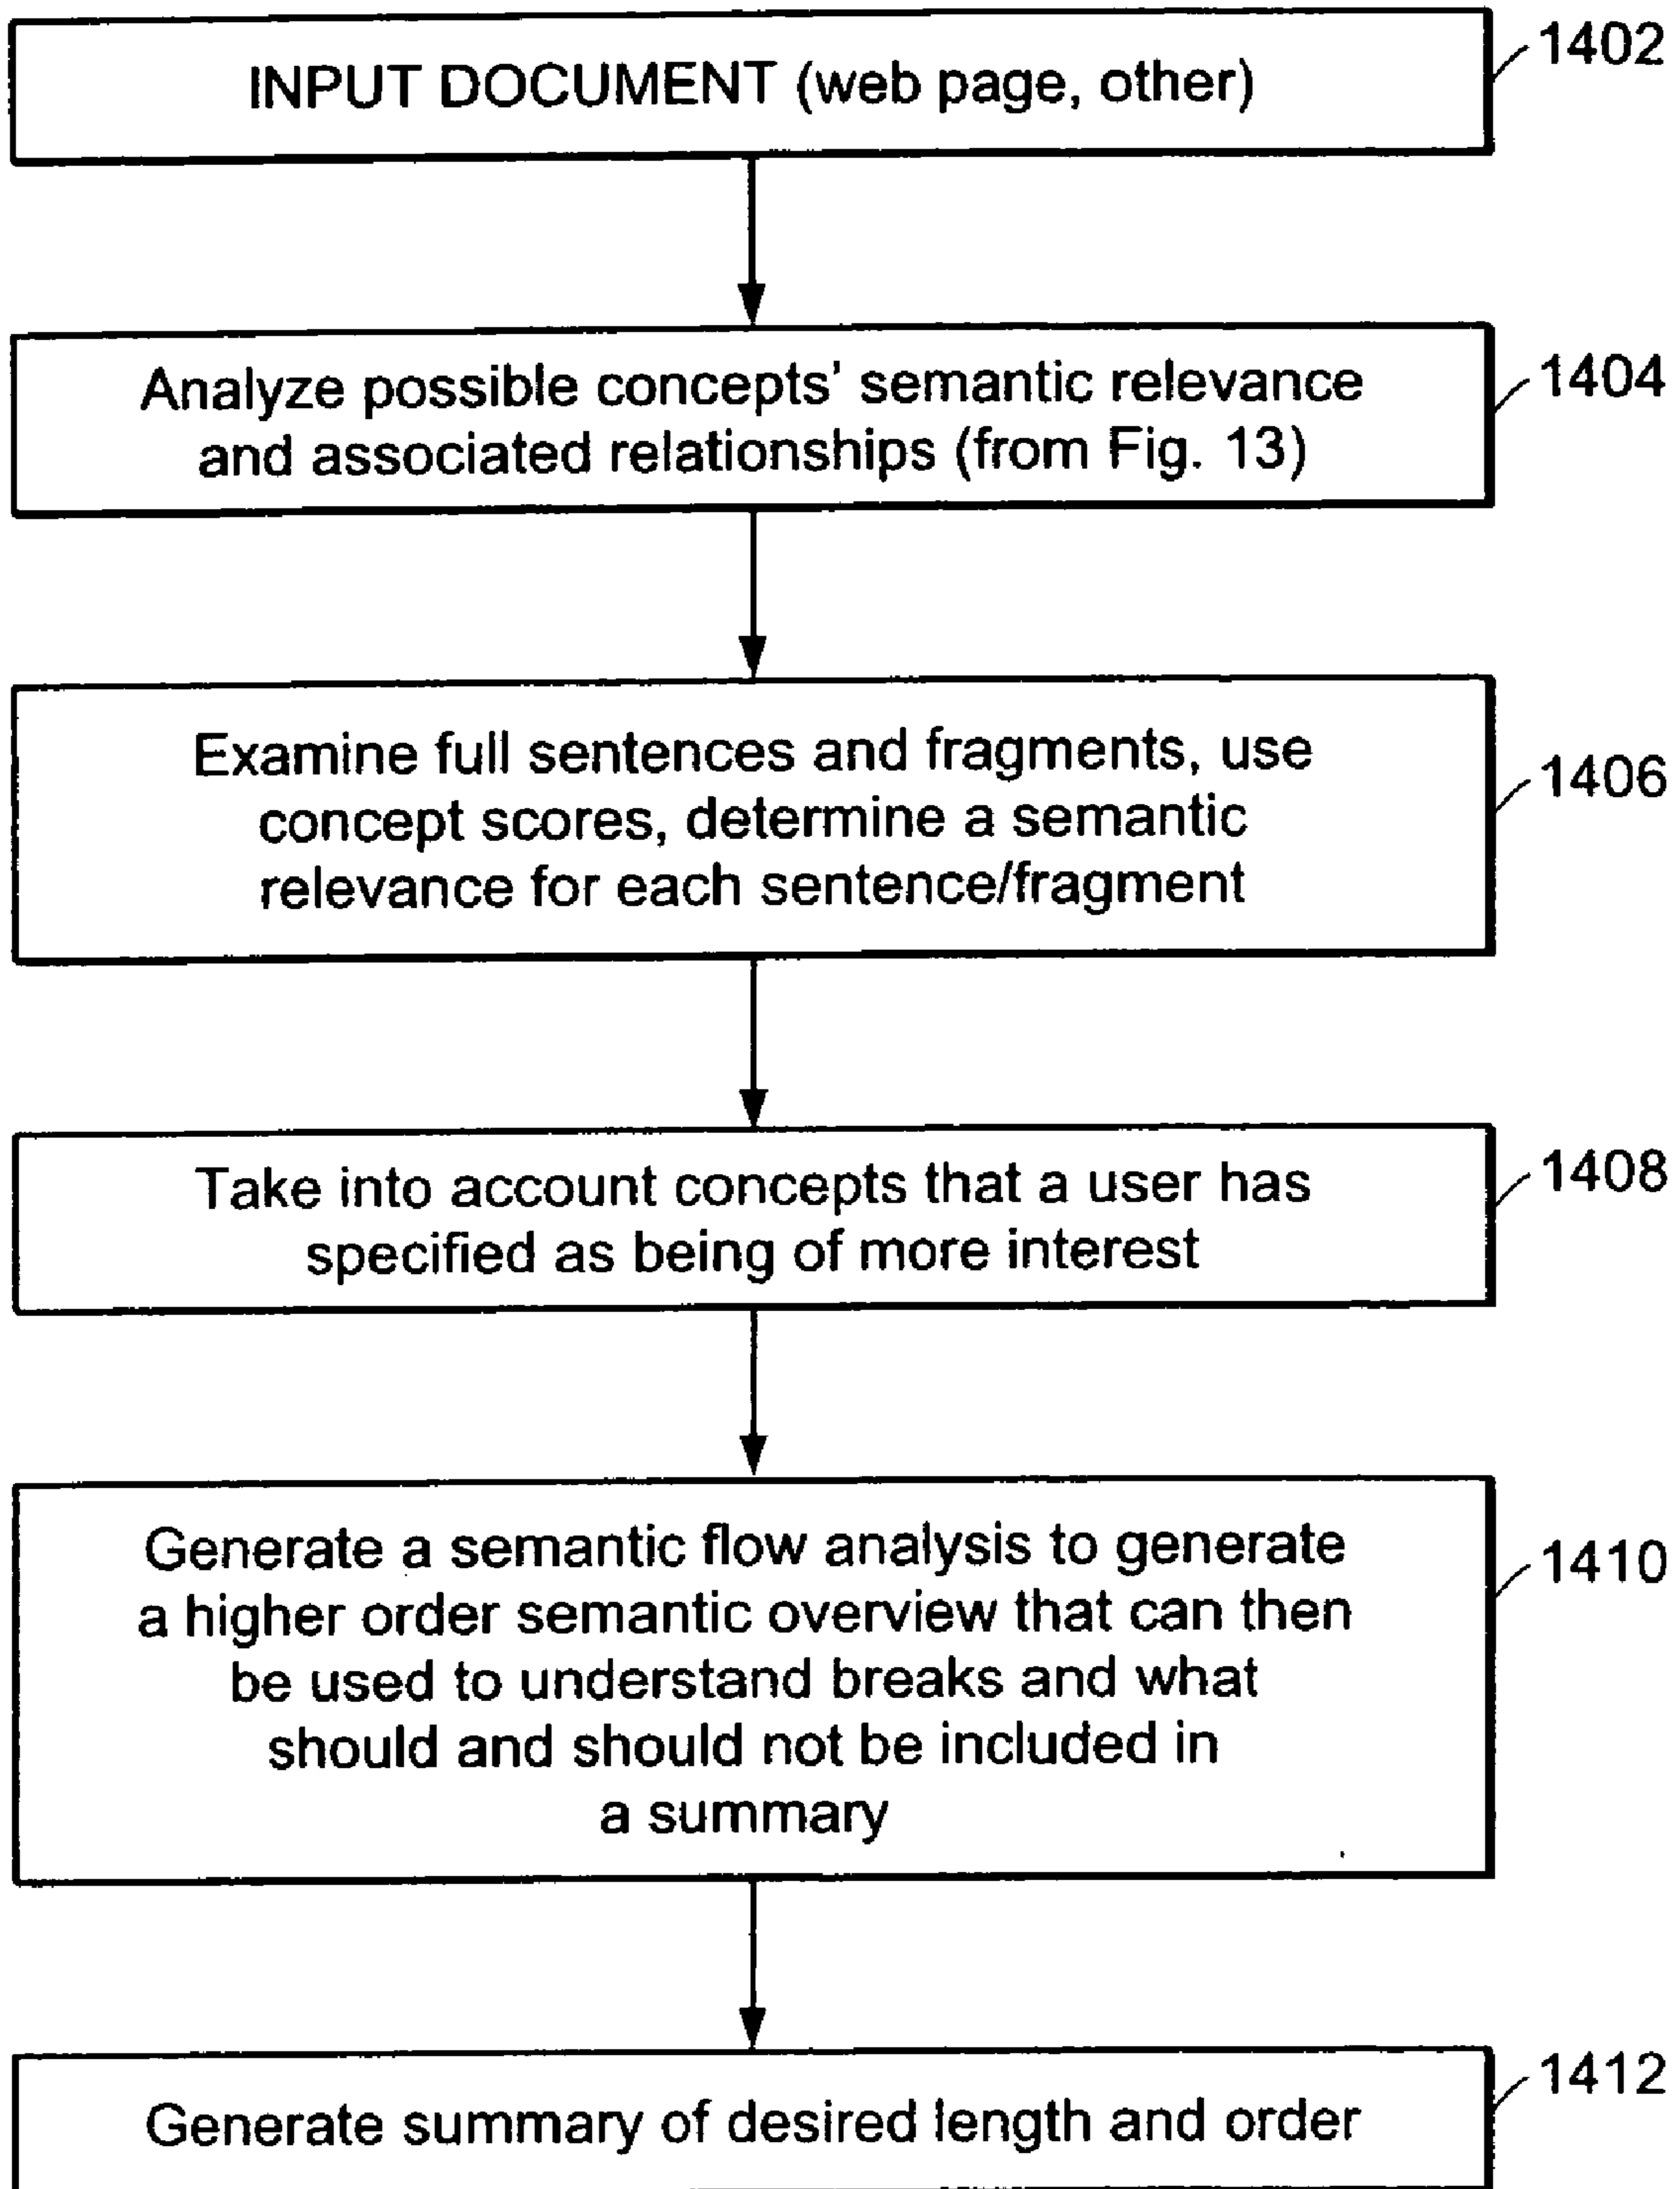 INPUT DOCUMENT (web page, other)
1402
Analyze possible concepts' semantic relevance
and associated relationships (from Fig. 13)
1404
Examine full sentences and fragments, use
concept scores, determine a semantic
relevance for each sentence/fragment
1406
Take into account concepts that a user has
specified as being of more interest
1408
Generate a semantic flow analysis to generate
a higher order semantic overview that can then
be used to understand breaks and what
should and should not be included in
a summary
1410
Generate summary of desired length and order
1412